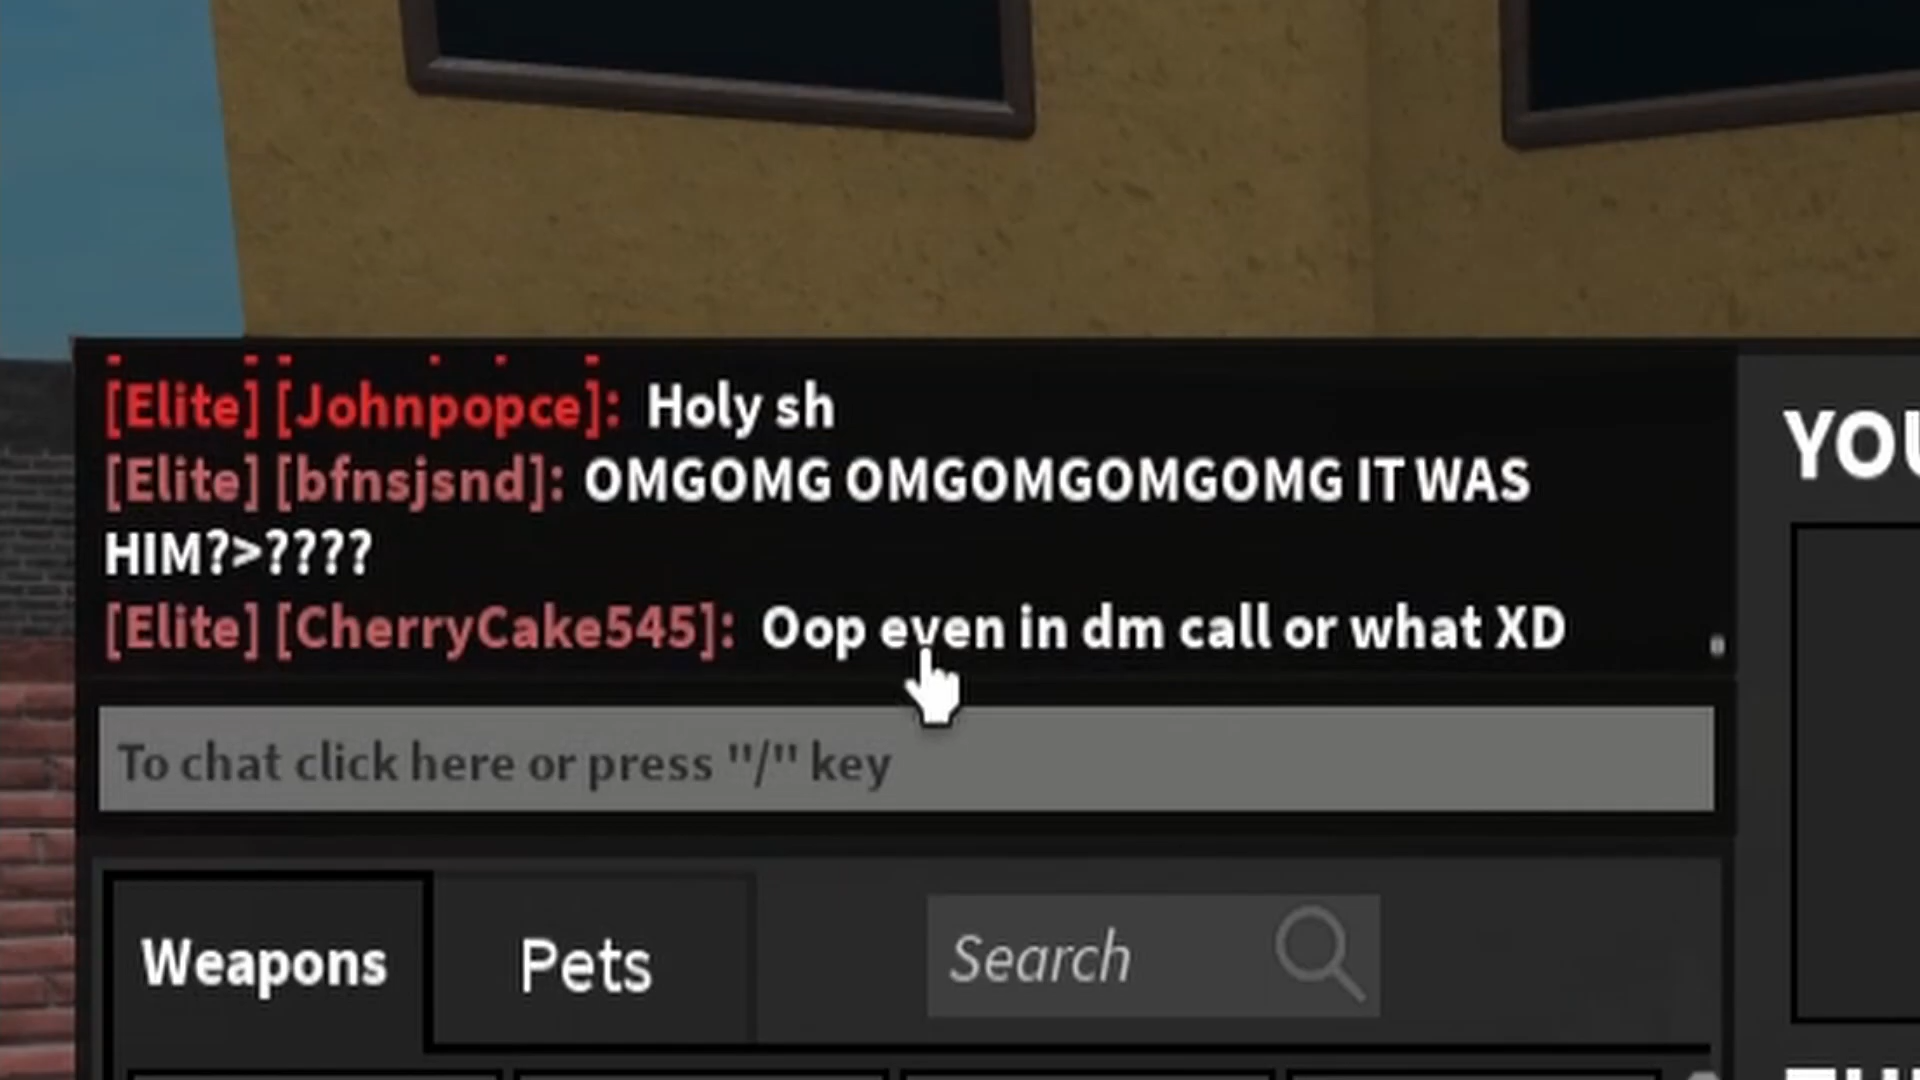 [Elite] [Johnpopce]: Holy sh
[Elite] [bfnsjsnd]: OMGOMG OMGOMGOMGOMG IT WAS
HIM?>????
[Elite] [CherryCake545]: Oop even in dm call or what XD
YOU
To chat click here or press "/" key
Weapons
Pets
Search